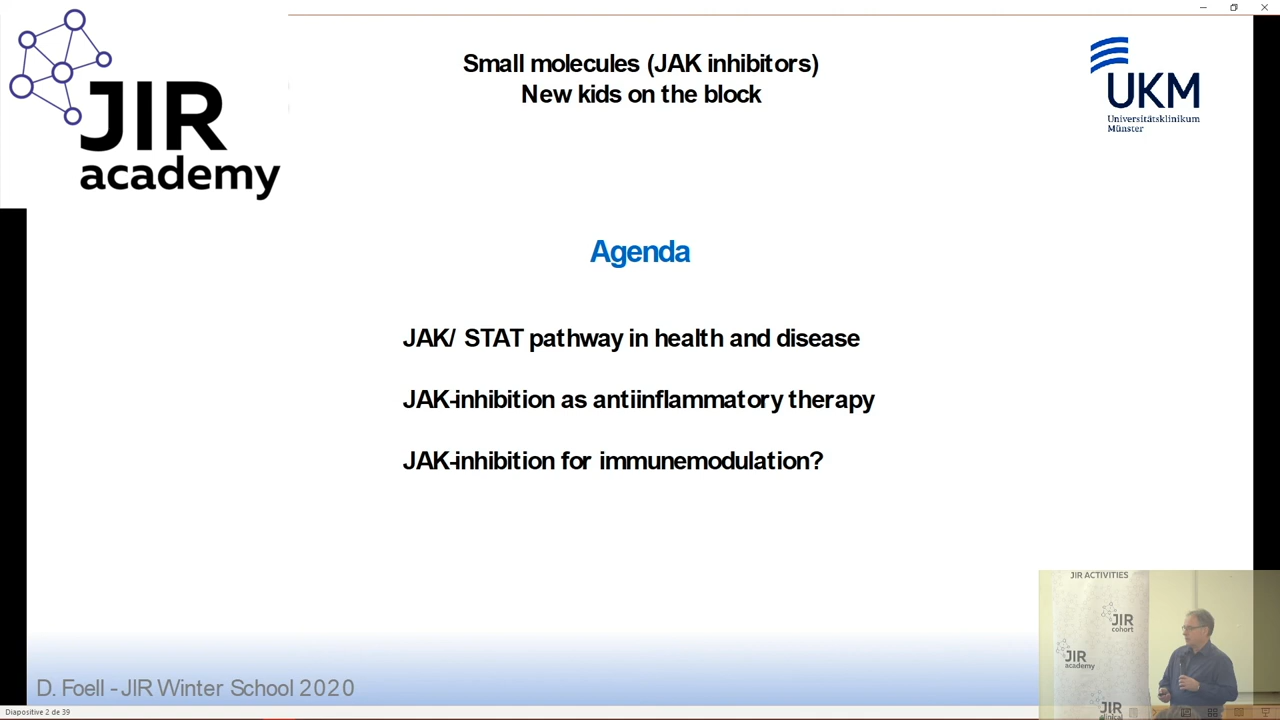 JIR
academy
Small molecules (JAK inhibitors)
New kids on the block
UKM
Universitätsklinikum
Münster
Agenda
JAK/ STAT pathway in health and disease
JAK-inhibition as antiinflammatory therapy
JAK-inhibition for immunemodulation?
JIR ACTIVITIES
JIR
cohort
JIR
academy
JIR
clinical
D. Foell - JIR Winter School 2020
Diapositive 2 de 39